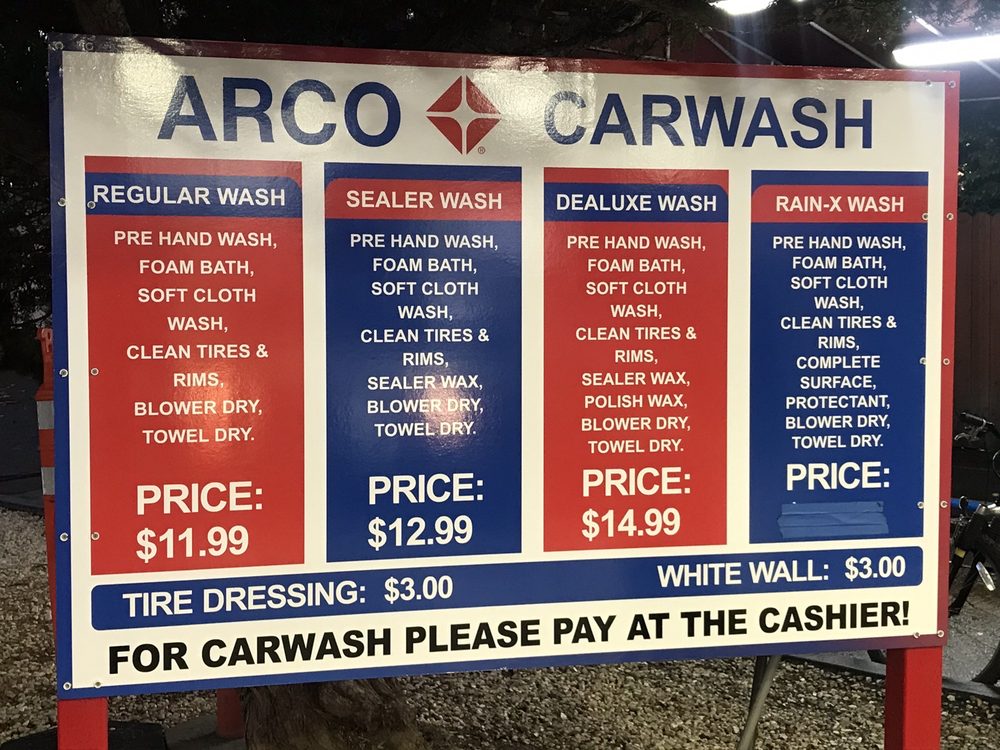 ARCO CARWASH
REGULAR WASH
PRE HAND WASH,
FOAM BATH,
SOFT CLOTH
WASH,
CLEAN TIRES &
RIMS,
BLOWER DRY,
TOWEL DRY.
PRICE:
$11.99
SEALER WASH
PRE HAND WASH,
FOAM BATH,
SOFT CLOTH
WASH,
CLEAN TIRES &
RIMS,
SEALER WAX,
BLOWER DRY,
TOWEL DRY.
PRICE:
$12.99
DEALUXE WASH
PRE HAND WASH,
FOAM BATH,
SOFT CLOTH
WASH,
CLEAN TIRES &
RIMS,
SEALER WAX,
POLISH WAX,
BLOWER DRY,
TOWEL DRY.
PRICE:
$14.99
RAIN-X WASH
PRE HAND WASH,
FOAM BATH,
SOFT CLOTH
WASH,
CLEAN TIRES &
RIMS,
COMPLETE
SURFACE,
PROTECTANT,
BLOWER DRY,
TOWEL DRY.
PRICE:
TIRE DRESSING: $3.00 WHITE WALL: $3.00
FOR CARWASH PLEASE PAY AT THE CASHIER!